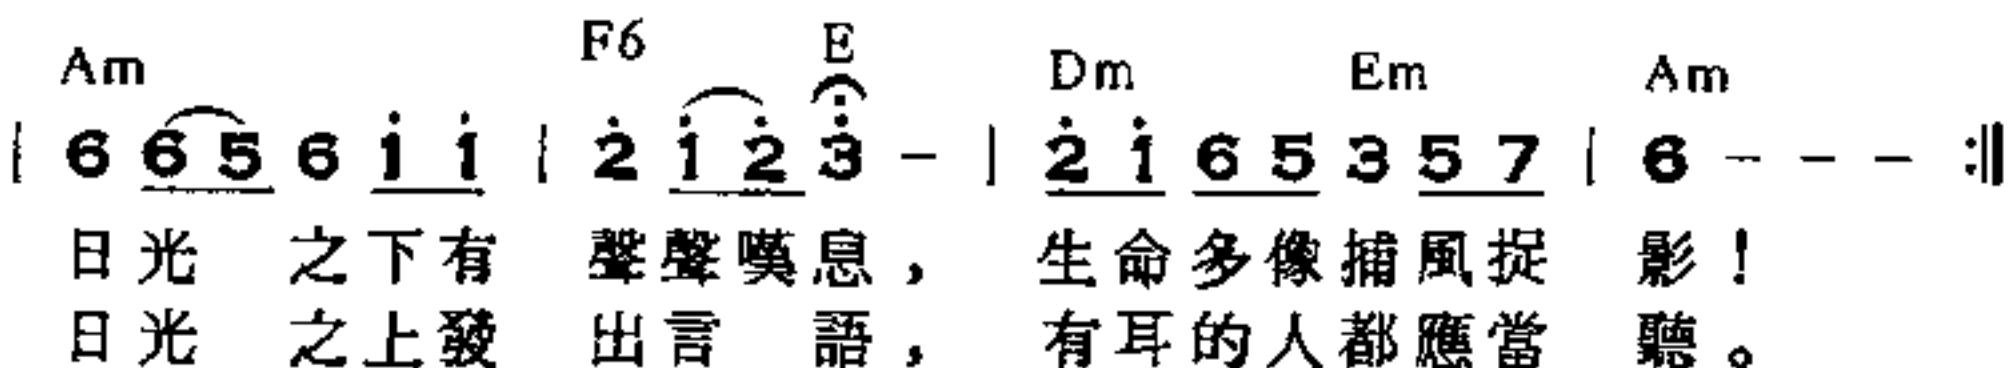 Am F6 E Dm Em Am
| 6 6 5 6 1̇ 1̇ | 2̇ 1̇ 2̇ 3̇ – | 2̇ 1̇ 6 5 3 5 7 | 6 – – – :‖
日光 之下有 聲聲嘆息， 生命多像捕風捉 影！
日光 之上發 出言 語， 有耳的人都應當 聽。